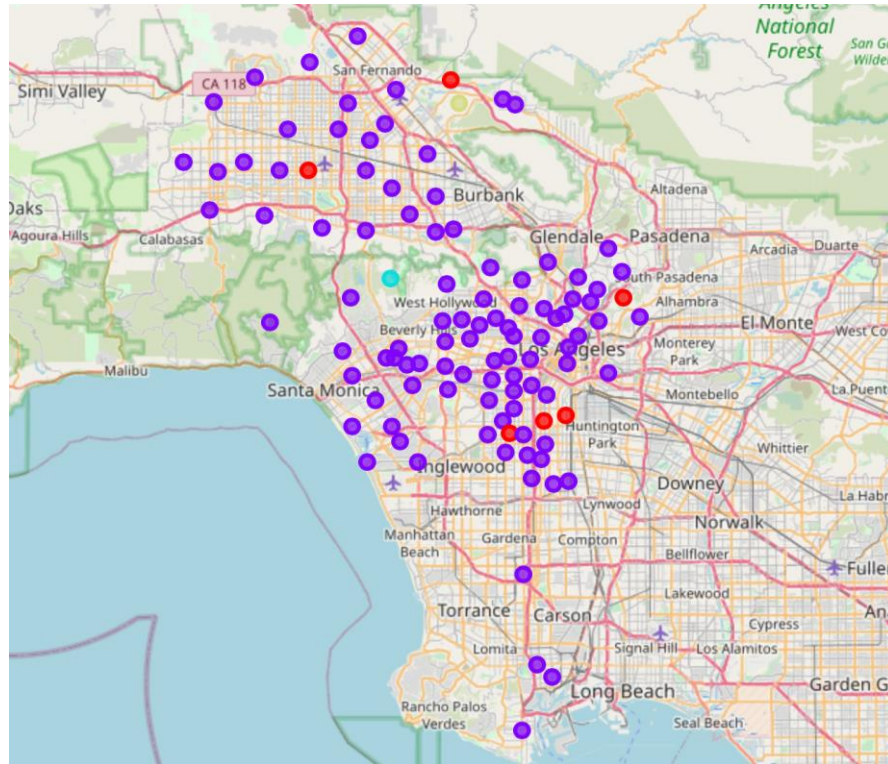 Angeles
National
Forest
San Ga
Wilder
San Fernando
CA 118
Simi Valley
Burbank
Altadena
Oaks
Agoura Hills
Calabasas
Glendale
Pasadena
Arcadia
Duarte
South Pasadena
West Hollywood
Alhambra
Beverly Hills
El Monte
West Co
Los Angeles
Monterey
Park
Malibu
Santa Monica
Montebello
La Puent
Huntington
Park
Whittier
Inglewood
Downey
La Habr
Hawthorne
Lynwood
Norwalk
Manhattan
Beach
Gardena
Compton
Bellflower
Fuller
Lakewood
Torrance
Carson
Cypress
An
Lomita
Signal Hill
Los Alamitos
Long Beach
Garden G
Rancho Palos
Verdes
Seal Beach